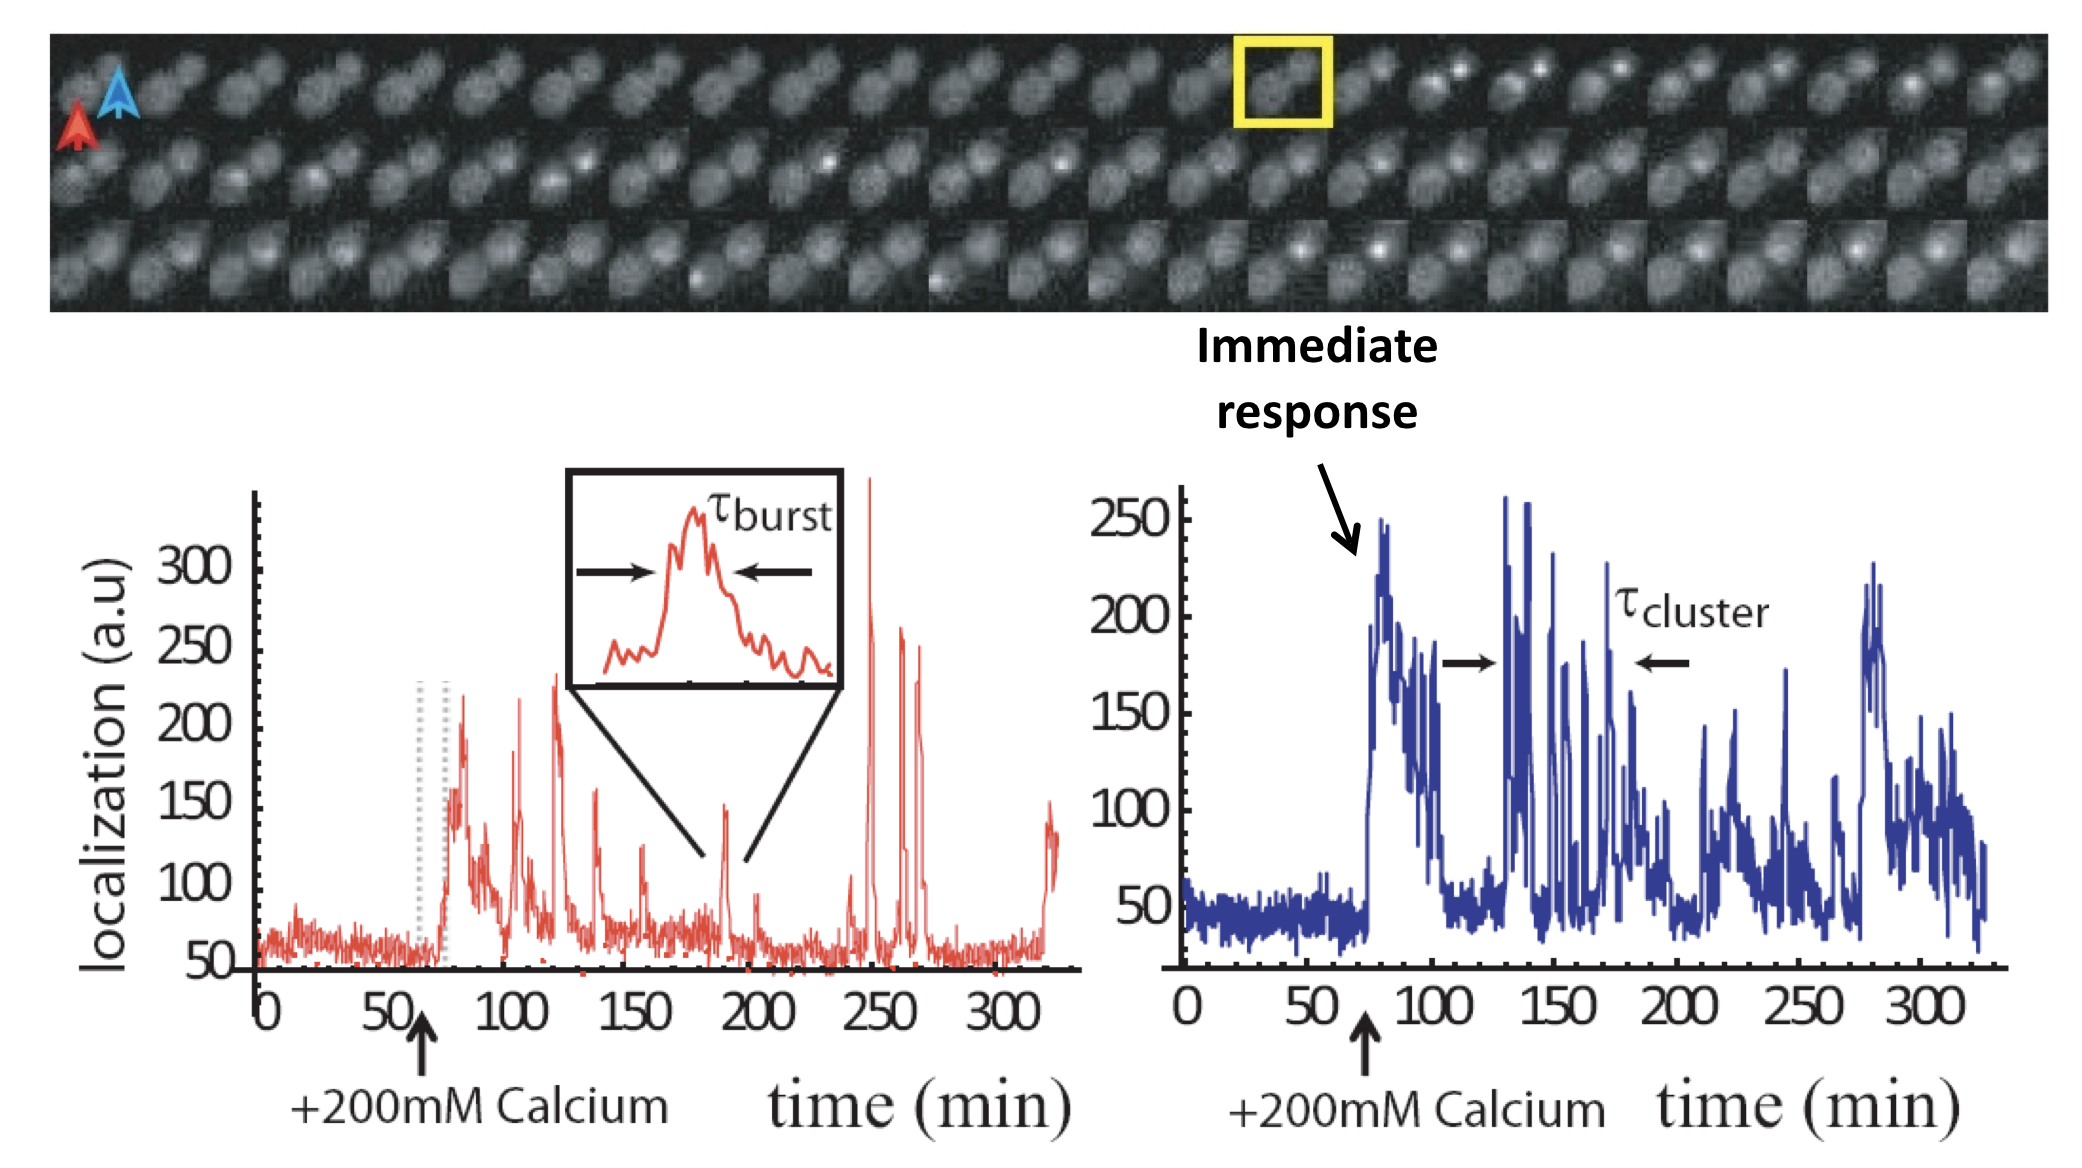 Immediate
response
localization (a.u)
300
250
200
150
100
50
τburst
0 50 100 150 200 250 300
+200mM Calcium
time (min)
250
200
150
100
50
τcluster
0 50 100 150 200 250 300
+200mM Calcium
time (min)